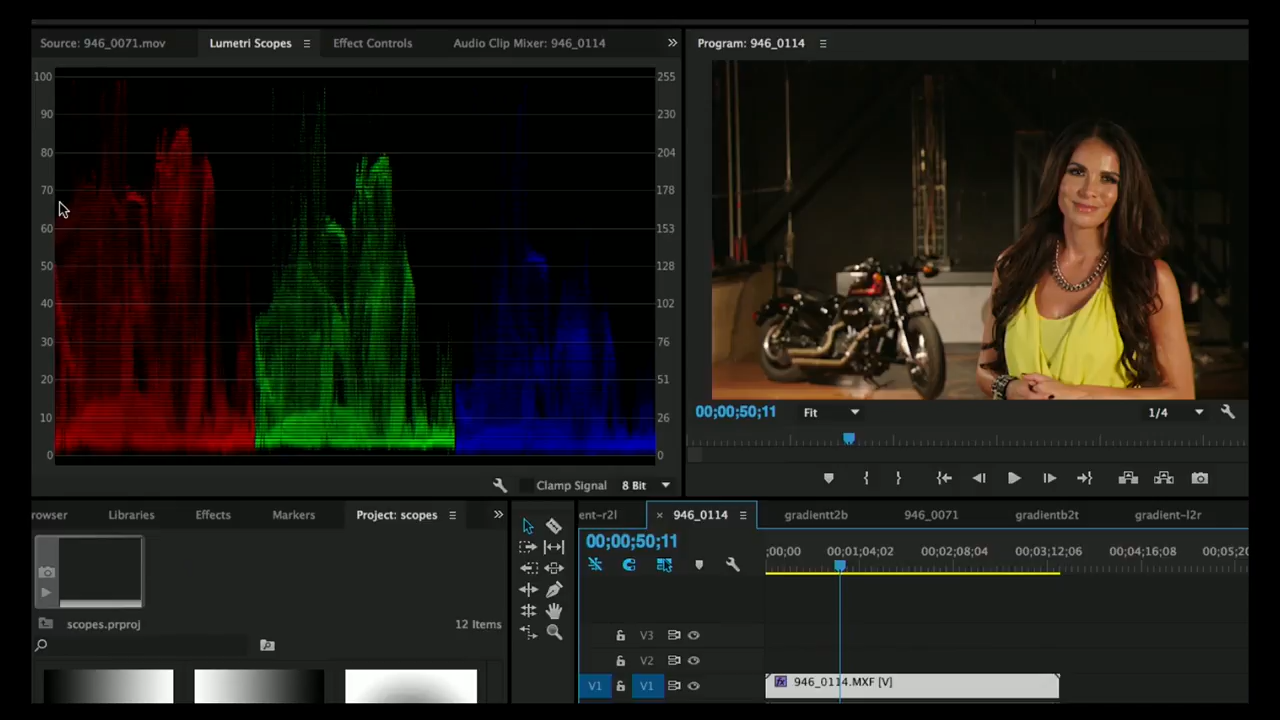 Source: 946_0071.mov Lumetri Scopes Effect Controls Audio Clip Mixer: 946_0114 » Program: 946_0114
100 255
90 230
80 204
70 178
60 153
50 128
40 102
30 76
20 51
10 26
0 0
00;00;50;11 Fit 1/4
Clamp Signal 8 Bit
rowser Libraries Effects Markers Project: scopes » ent-r2l × 946_0114 gradientt2b 946_0071 gradientb2t gradient-l2r
00;00;50;11
;00;00 00;01;04;02 00;02;08;04 00;03;12;06 00;04;16;08 00;05;20
scopes.prproj 12 Items
V3
V2
V1 V1 fx 946_0114.MXF [V]